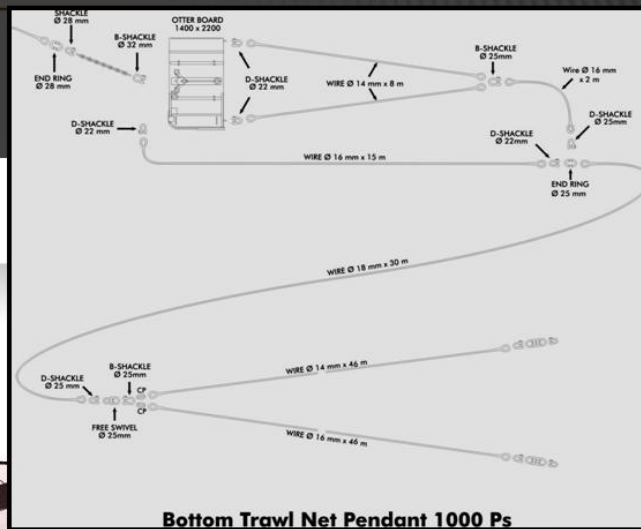 SHACKLE
Ø 28 mm
B-SHACKLE
Ø 32 mm
OTTER BOARD
1400 x 2200
END RING
Ø 28 mm
D-SHACKLE
Ø 22 mm
WIRE Ø 14 mm x 8 m
B-SHACKLE
Ø 25mm
Wire Ø 16 mm
x 2 m
D-SHACKLE
Ø 22 mm
D-SHACKLE
Ø 25mm
WIRE Ø 16 mm x 15 m
D-SHACKLE
Ø 22mm
END RING
Ø 25 mm
WIRE Ø 18 mm x 30 m
D-SHACKLE
Ø 25 mm
B-SHACKLE
Ø 25mm
CP
CP
FREE SWIVEL
Ø 25mm
WIRE Ø 14 mm x 46 m
WIRE Ø 16 mm x 46 m
Bottom Trawl Net Pendant 1000 Ps